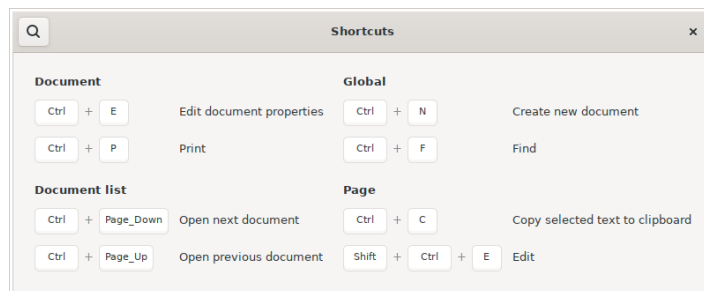 Shortcuts
Document
Ctrl + E Edit document properties
Ctrl + P Print
Document list
Ctrl + Page_Down Open next document
Ctrl + Page_Up Open previous document
Global
Ctrl + N Create new document
Ctrl + F Find
Page
Ctrl + C Copy selected text to clipboard
Shift + Ctrl + E Edit